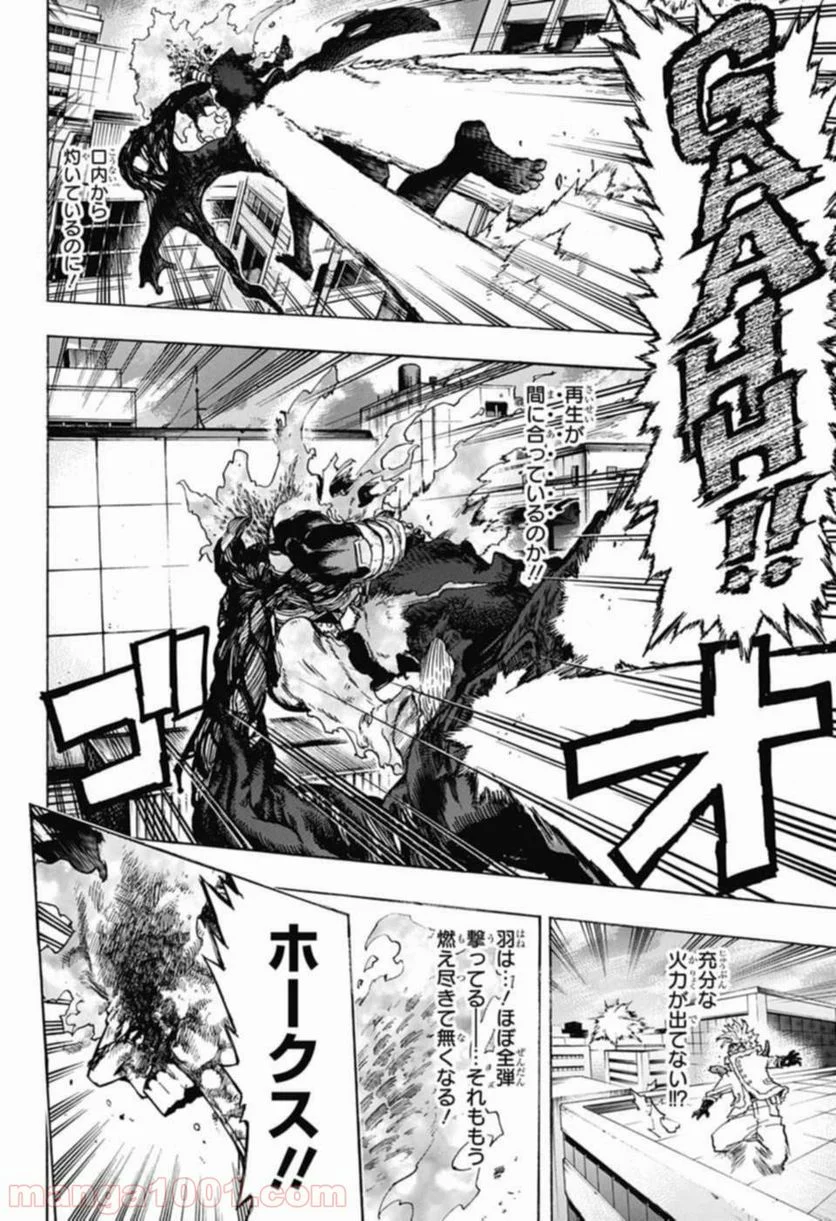 GAAHH!!
口内から
灼いているのに！
再生が
間に合っているのか!!
オ
ゴ
充分な
火力が出てない!!?
羽は…！ほぼ全弾
撃ってる——……それももう
燃え尽きて無くなる！
ホークス!!
manga1001.com